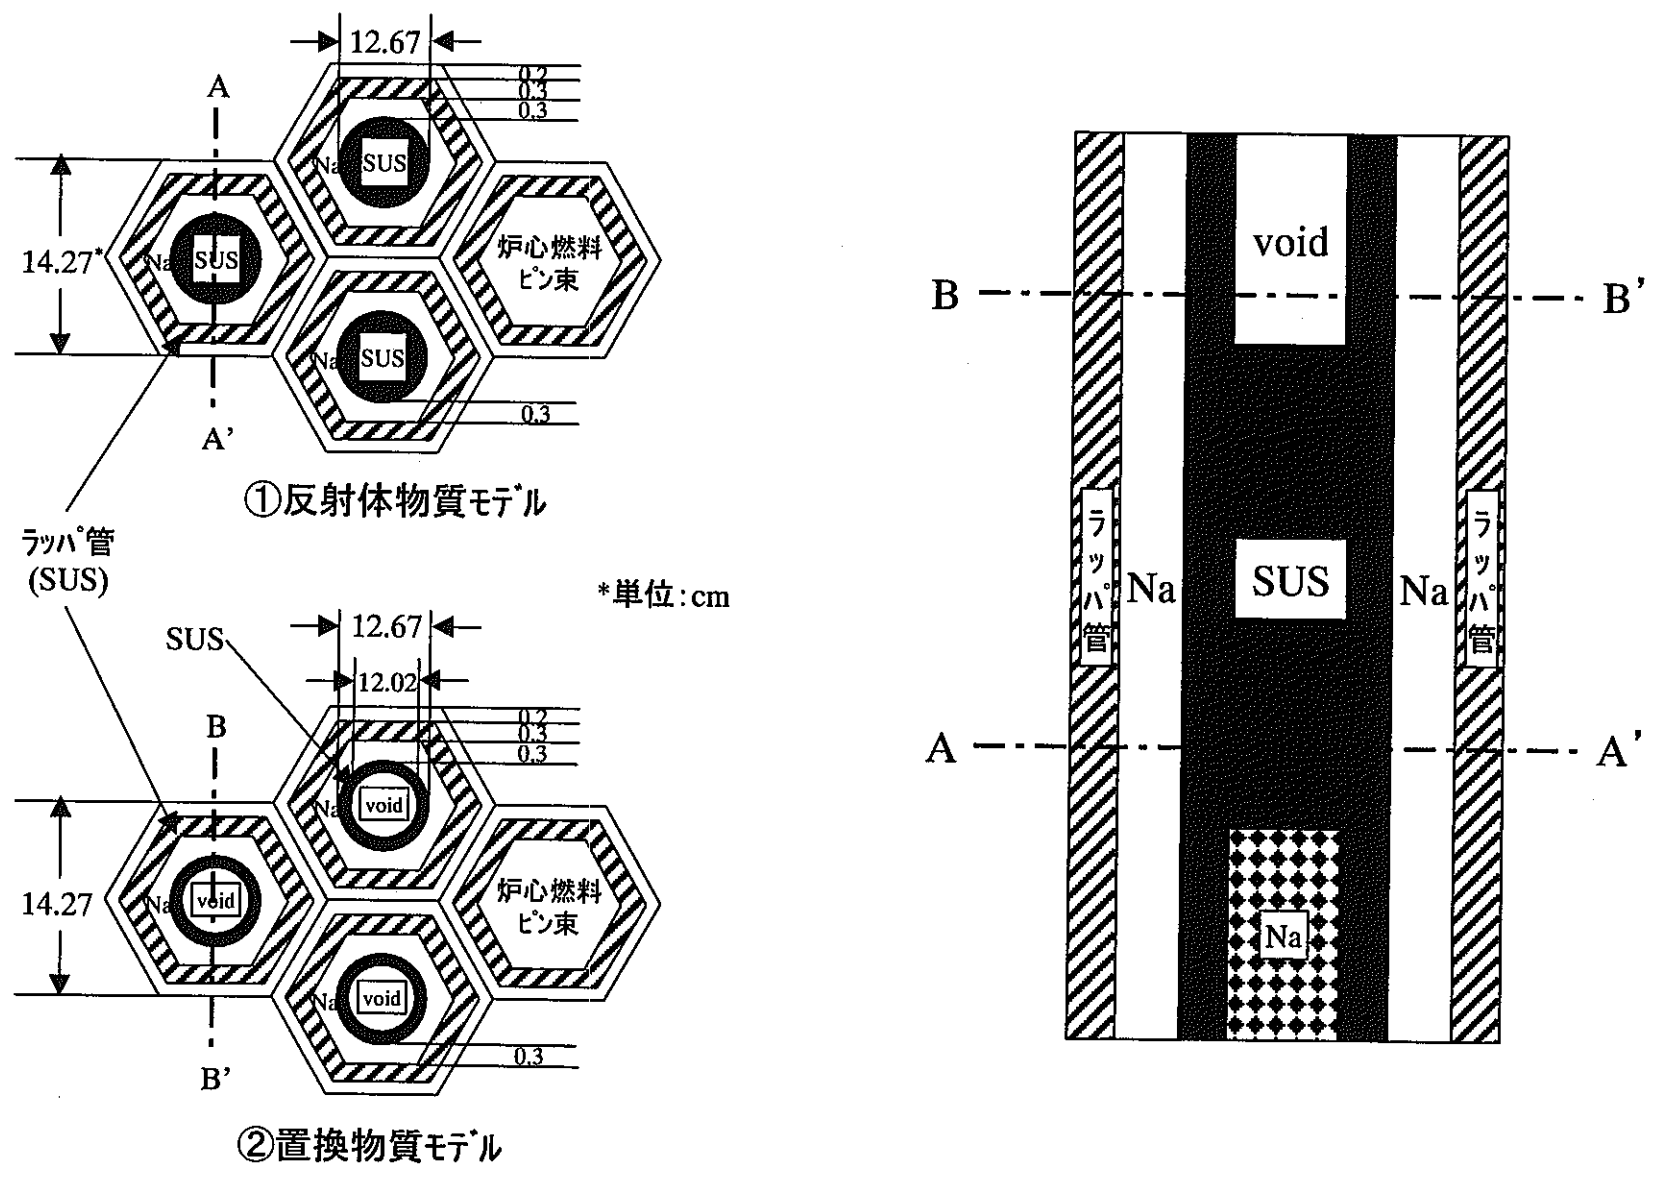 12.67
0.2
0.3
0.3
A
Na
SUS
14.27*
Na
SUS
炉心燃料
ピン束
Na
SUS
0.3
A'
①反射体物質モデル
ラッパ管
(SUS)
*単位:cm
SUS
12.67
12.02
0.2
0.3
0.3
B
Na
void
14.27
Na
void
炉心燃料
ピン束
Na
void
0.3
B'
②置換物質モデル
void
B
B'
ラッパ管
Na
SUS
Na
ラッパ管
A
A'
Na